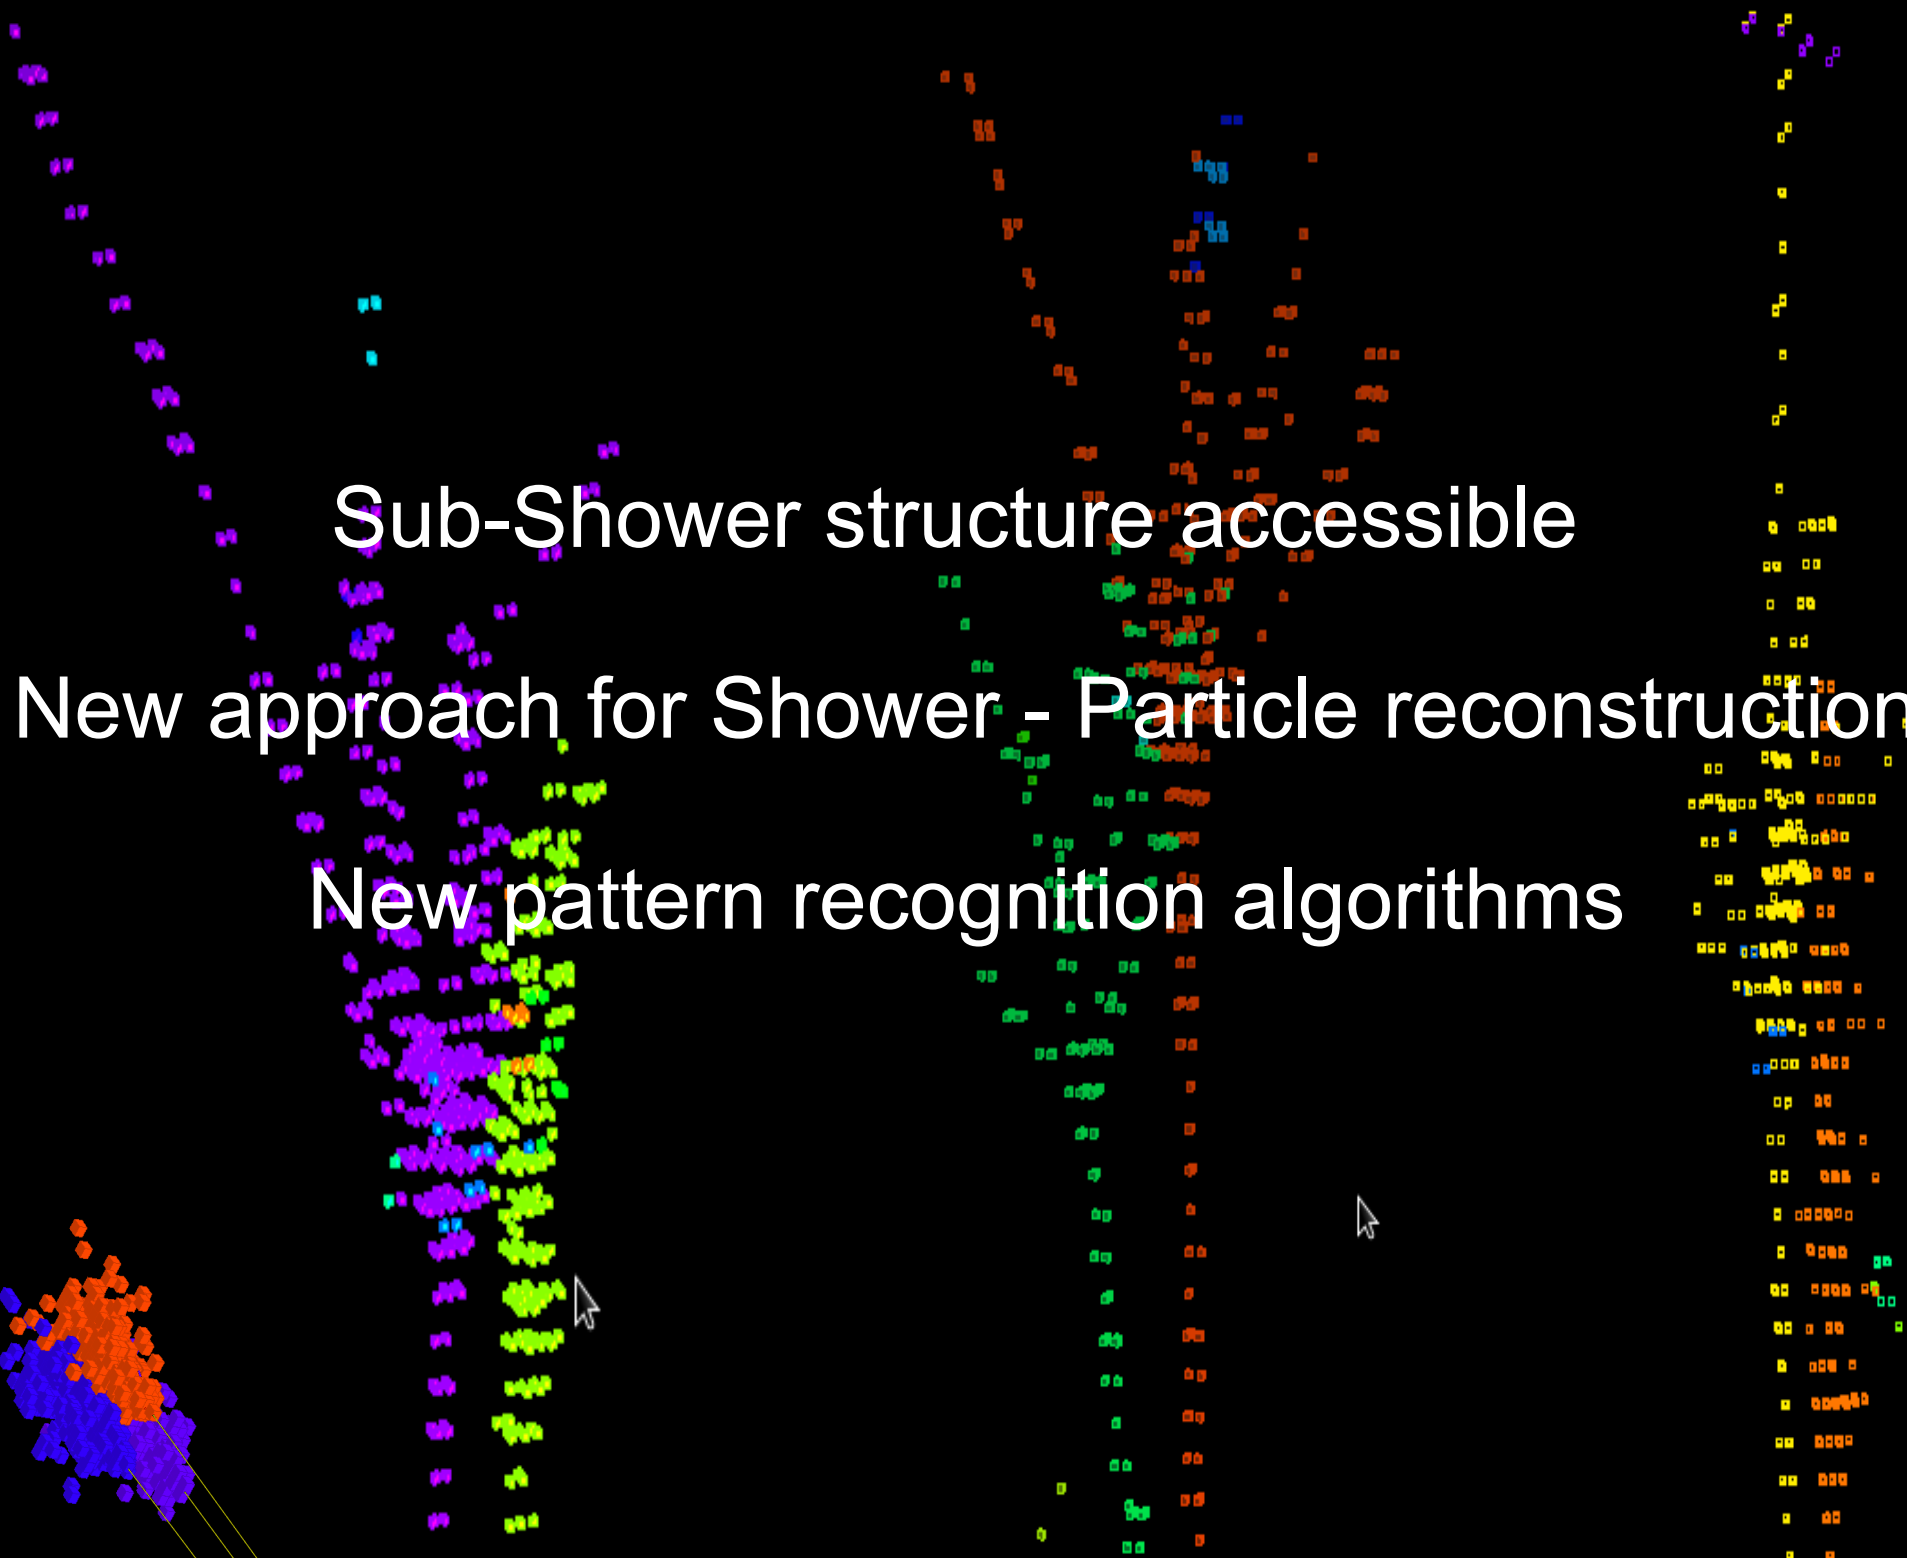 Sub-Shower structure accessible
New approach for Shower - Particle reconstruction
New pattern recognition algorithms